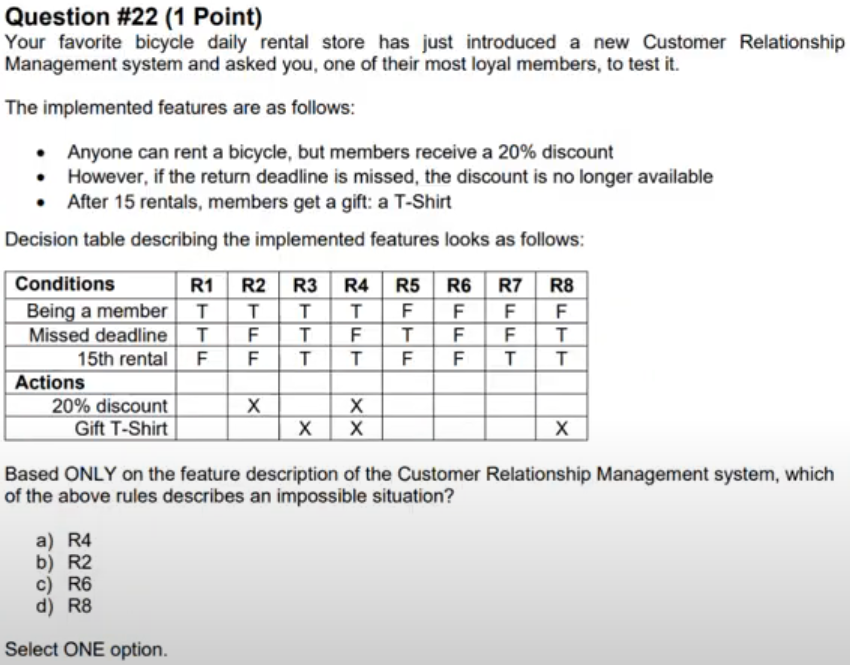 Question #22 (1 Point)
Your favorite bicycle daily rental store has just introduced a new Customer Relationship
Management system and asked you, one of their most loyal members, to test it.
The implemented features are as follows:
• Anyone can rent a bicycle, but members receive a 20% discount
• However, if the return deadline is missed, the discount is no longer available
• After 15 rentals, members get a gift: a T-Shirt
Decision table describing the implemented features looks as follows:
Conditions R1 R2 R3 R4 R5 R6 R7 R8
Being a member T T T T F F F F
Missed deadline T F T F T F F T
15th rental F F T T F F T T
Actions
20% discount X X
Gift T-Shirt X X X
Based ONLY on the feature description of the Customer Relationship Management system, which
of the above rules describes an impossible situation?
a) R4
b) R2
c) R6
d) R8
Select ONE option.